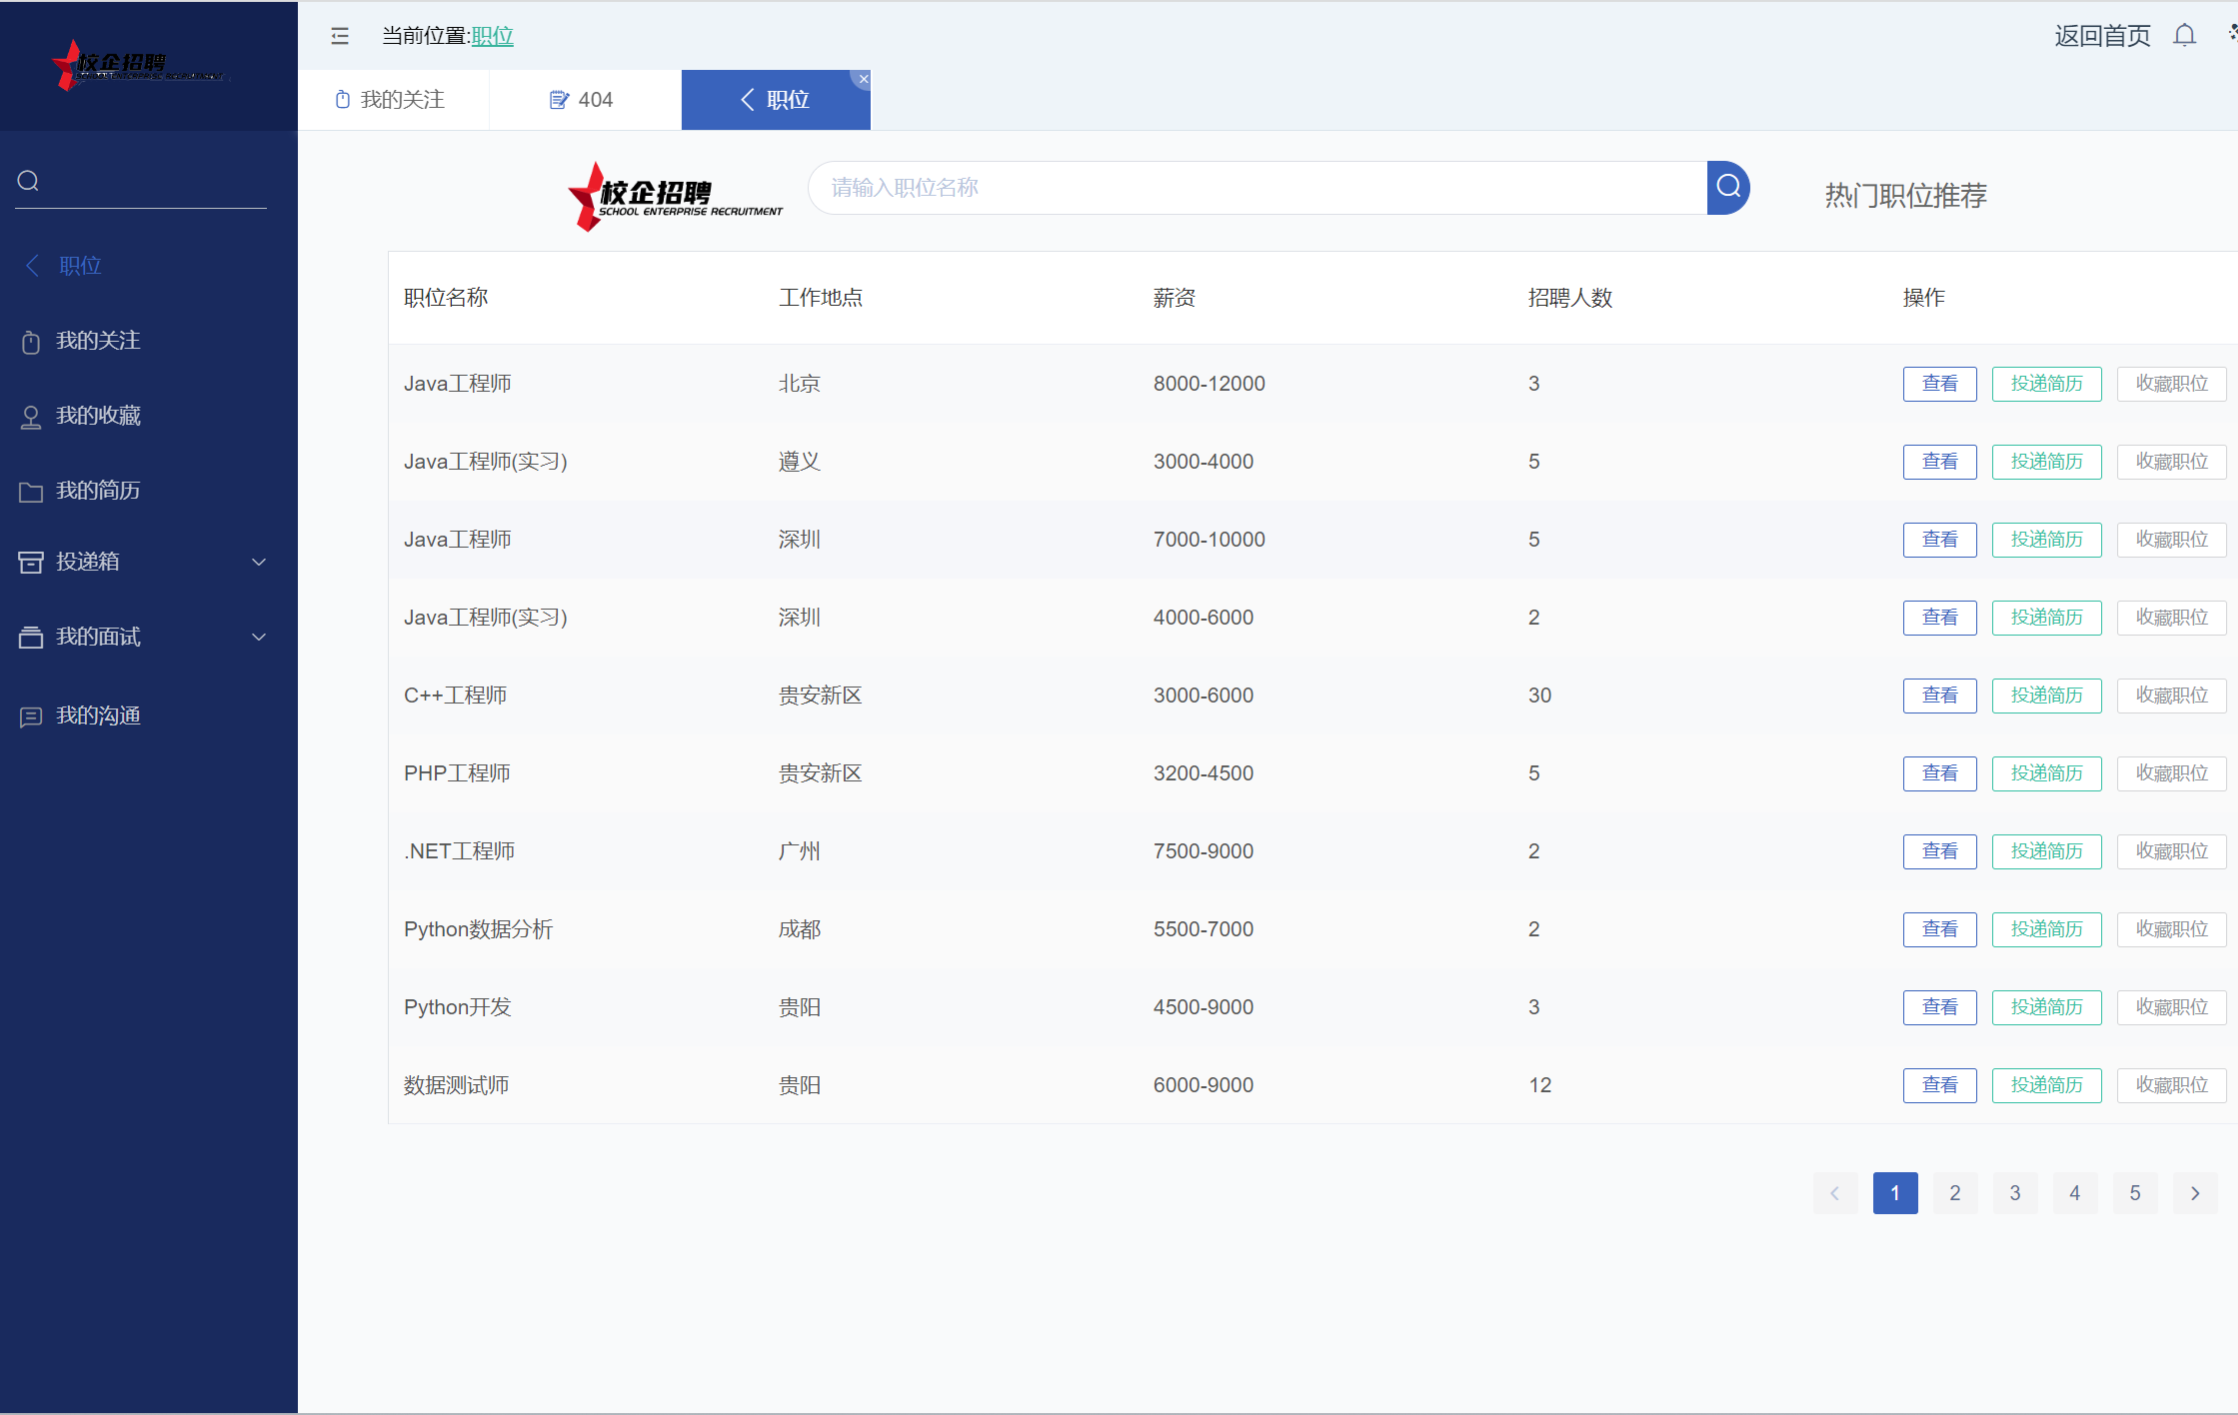 校企招聘
SCHOOL ENTERPRISE RECRUITMENT
当前位置:职位
返回首页
我的关注
404
职位
职位
我的关注
我的收藏
我的简历
投递箱
我的面试
我的沟通
校企招聘
SCHOOL ENTERPRISE RECRUITMENT
请输入职位名称
热门职位推荐
职位名称 工作地点 薪资 招聘人数 操作
Java工程师 北京 8000-12000 3 查看 投递简历 收藏职位
Java工程师(实习) 遵义 3000-4000 5 查看 投递简历 收藏职位
Java工程师 深圳 7000-10000 5 查看 投递简历 收藏职位
Java工程师(实习) 深圳 4000-6000 2 查看 投递简历 收藏职位
C++工程师 贵安新区 3000-6000 30 查看 投递简历 收藏职位
PHP工程师 贵安新区 3200-4500 5 查看 投递简历 收藏职位
.NET工程师 广州 7500-9000 2 查看 投递简历 收藏职位
Python数据分析 成都 5500-7000 2 查看 投递简历 收藏职位
Python开发 贵阳 4500-9000 3 查看 投递简历 收藏职位
数据测试师 贵阳 6000-9000 12 查看 投递简历 收藏职位
1 2 3 4 5